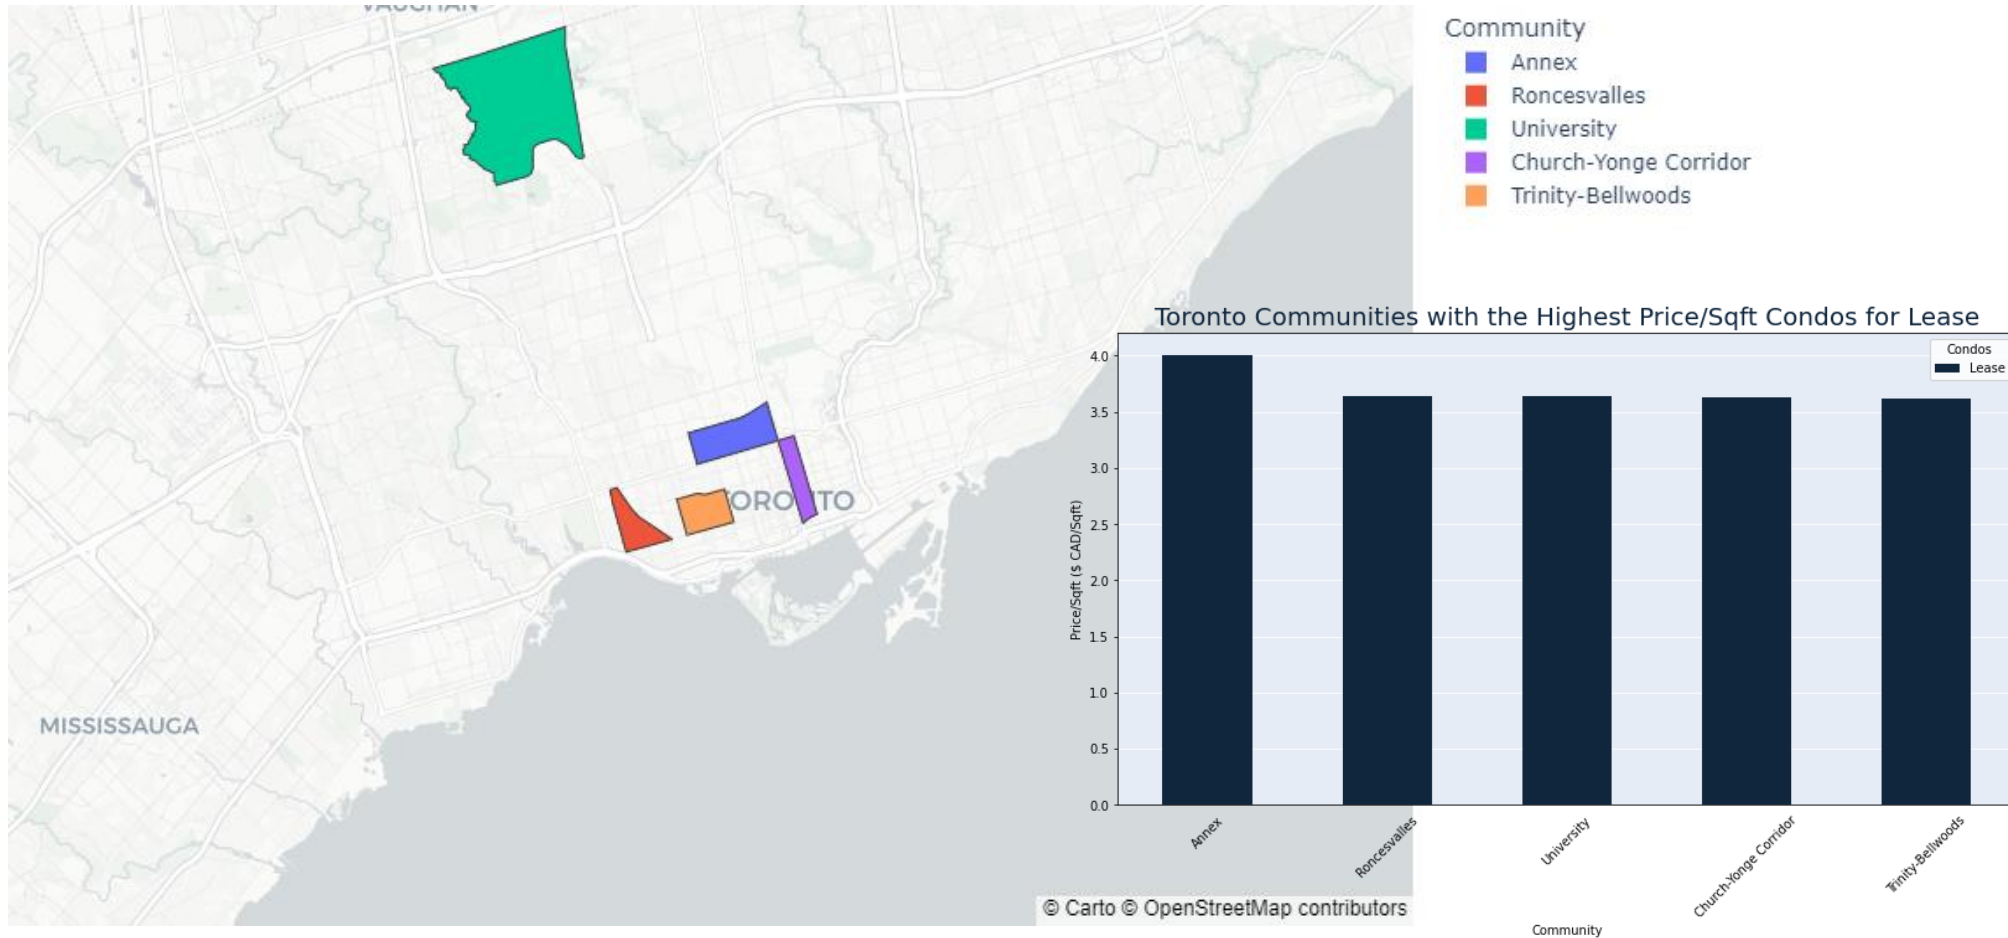 VAUGHAN
Community
Annex
Roncesvalles
University
Church-Yonge Corridor
Trinity-Bellwoods
TORONTO
MISSISSAUGA
© Carto © OpenStreetMap contributors
Toronto Communities with the Highest Price/Sqft Condos for Lease
Condos
Lease
Price/Sqft ($ CAD/Sqft)
4.0
3.5
3.0
2.5
2.0
1.5
1.0
0.5
0.0
Annex
Roncesvalles
University
Church-Yonge Corridor
Trinity-Bellwoods
Community